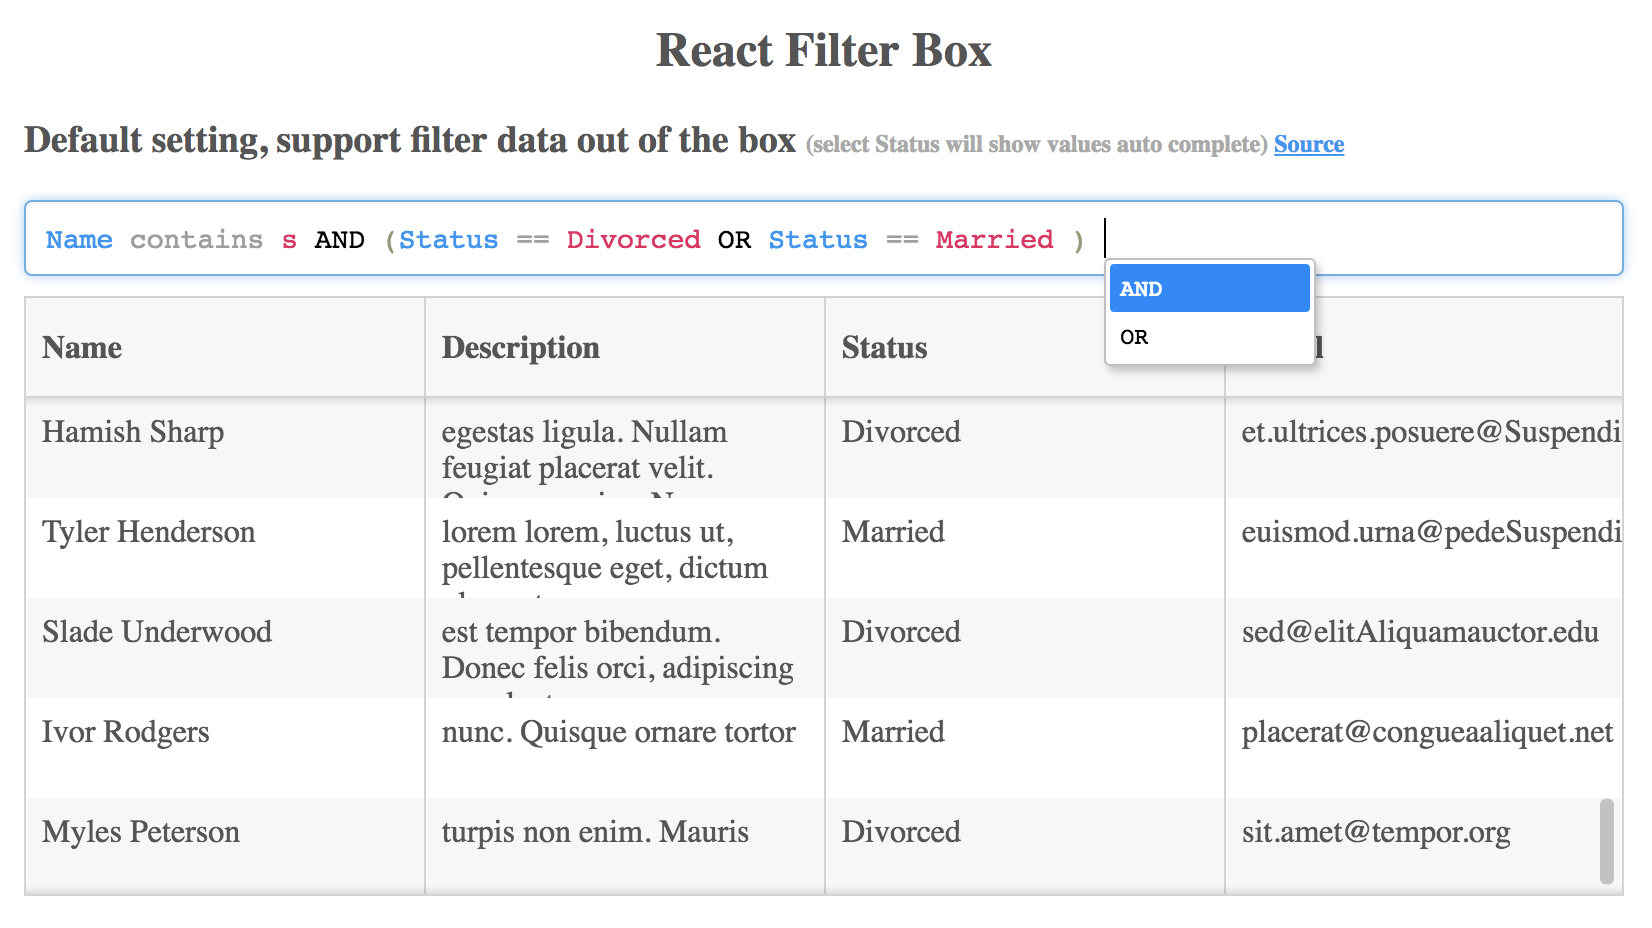 React Filter Box
Default setting, support filter data out of the box (select Status will show values auto complete) Source
Name contains s AND (Status == Divorced OR Status == Married )
AND
OR
Name Description Status
Hamish Sharp egestas ligula. Nullam Divorced et.ultrices.posuere@Suspendi
feugiat placerat velit.
Tyler Henderson lorem lorem, luctus ut, Married euismod.urna@pedeSuspendi
pellentesque eget, dictum
Slade Underwood est tempor bibendum. Divorced sed@elitAliquamauctor.edu
Donec felis orci, adipiscing
Ivor Rodgers nunc. Quisque ornare tortor Married placerat@congueaaliquet.net
Myles Peterson turpis non enim. Mauris Divorced sit.amet@tempor.org